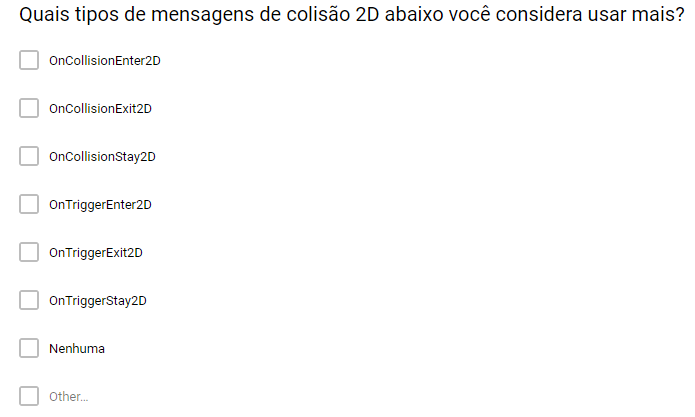 Quais tipos de mensagens de colisão 2D abaixo você considera usar mais?
OnCollisionEnter2D
OnCollisionExit2D
OnCollisionStay2D
OnTriggerEnter2D
OnTriggerExit2D
OnTriggerStay2D
Nenhuma
Other...